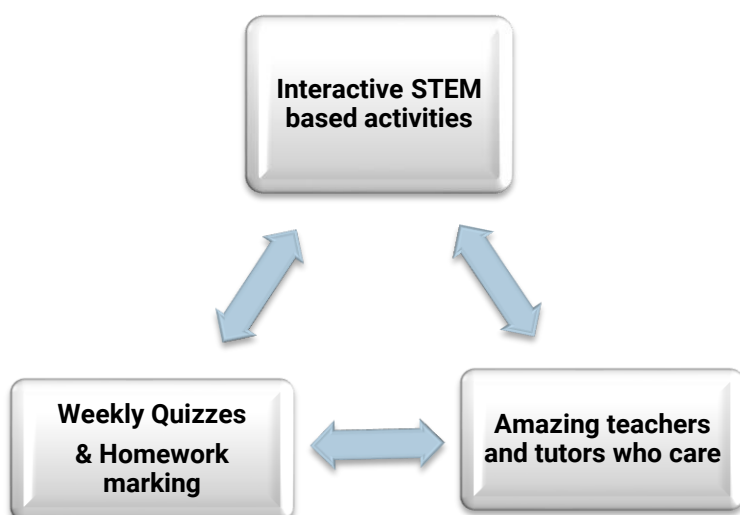 Interactive STEM
based activities
Weekly Quizzes
& Homework
marking
Amazing teachers
and tutors who care